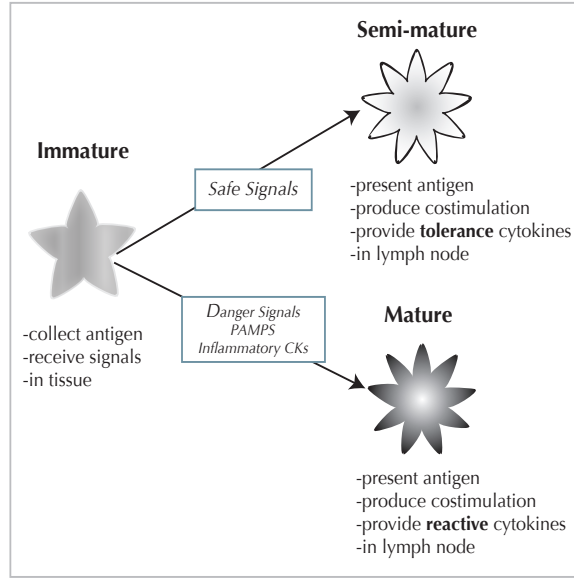 Immature
-collect antigen
-receive signals
-in tissue
Safe Signals
Danger Signals
PAMPS
Inflammatory CKs
Semi-mature
-present antigen
-produce costimulation
-provide tolerance cytokines
-in lymph node
Mature
-present antigen
-produce costimulation
-provide reactive cytokines
-in lymph node